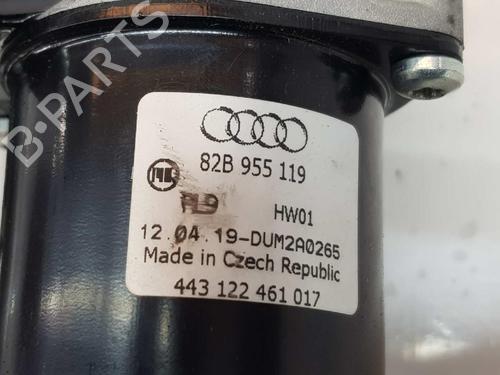 B-PARTS
82B 955 119
HW01
12.04.19-DUM2A0265
Made in Czech Republic
443 122 461 017